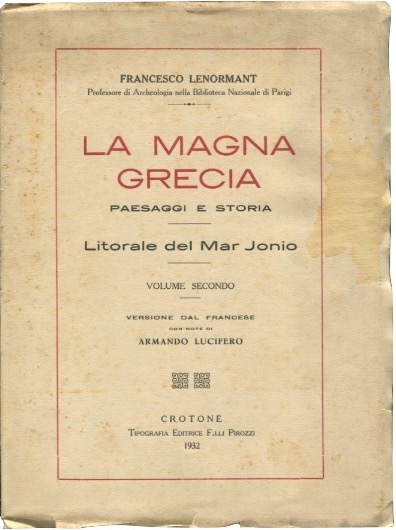 FRANCESCO LENORMANT
Professore di Archeologia nella Biblioteca Nazionale di Parigi
LA MAGNA
GRECIA
PAESAGGI E STORIA
Litorale del Mar Jonio
VOLUME SECONDO
VERSIONE DAL FRANCESE
CON NOTE DI
ARMANDO LUCIFERO
CROTONE
TIPOGRAFIA EDITRICE F.LLI PIROZZI
1932